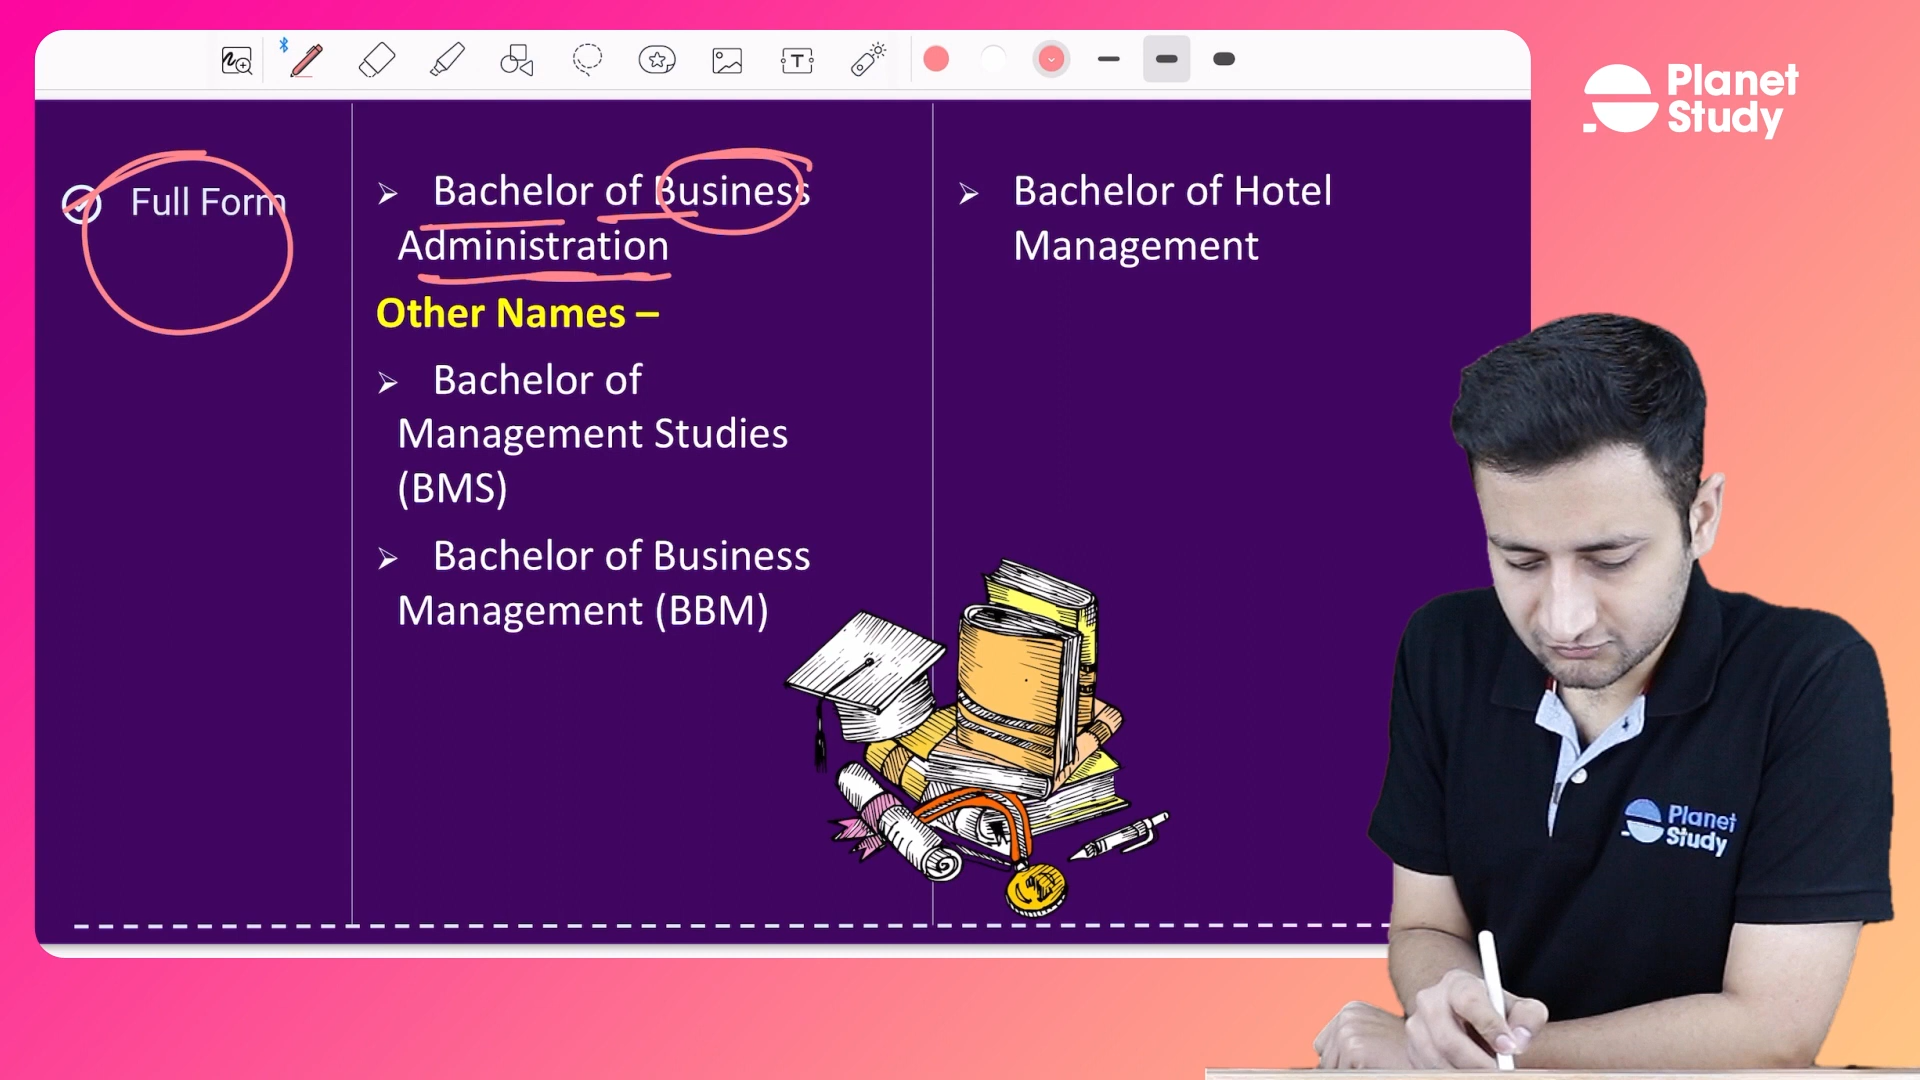 Planet
Study
Full Form
➢ Bachelor of Business
Administration
Other Names –
➢ Bachelor of
Management Studies
(BMS)
➢ Bachelor of Business
Management (BBM)
➢ Bachelor of Hotel
Management
T
Planet
Study